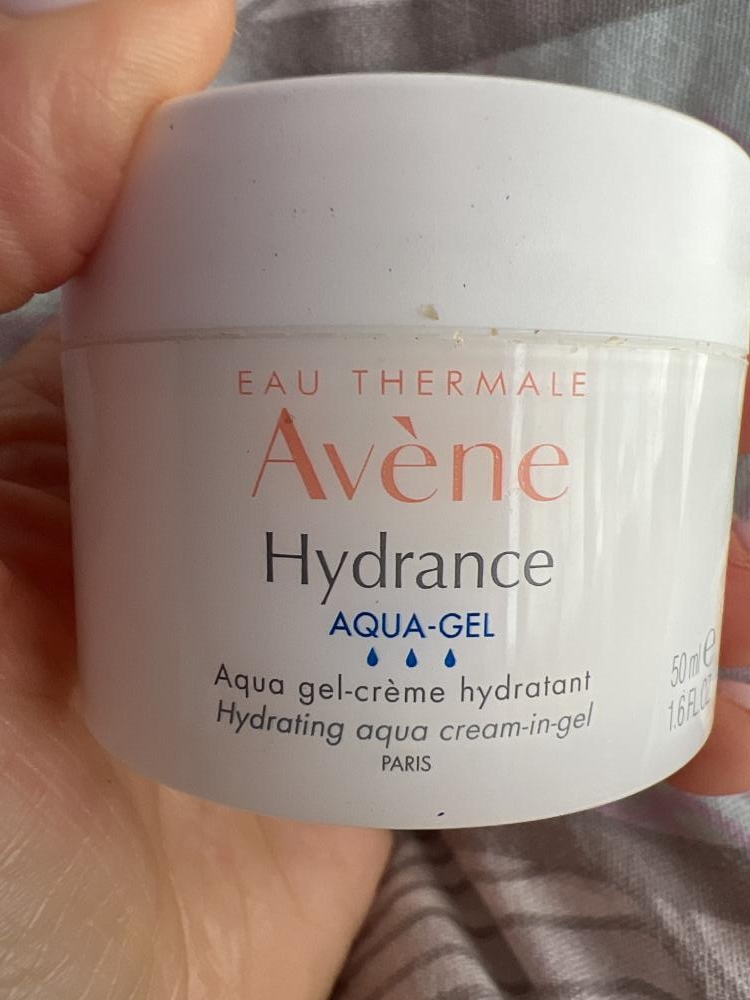 EAU THERMALE
Avène
Hydrance
AQUA-GEL
Aqua gel-crème hydratant
Hydrating aqua cream-in-gel
PARIS
50 ml ℮
1.6 FL.OZ